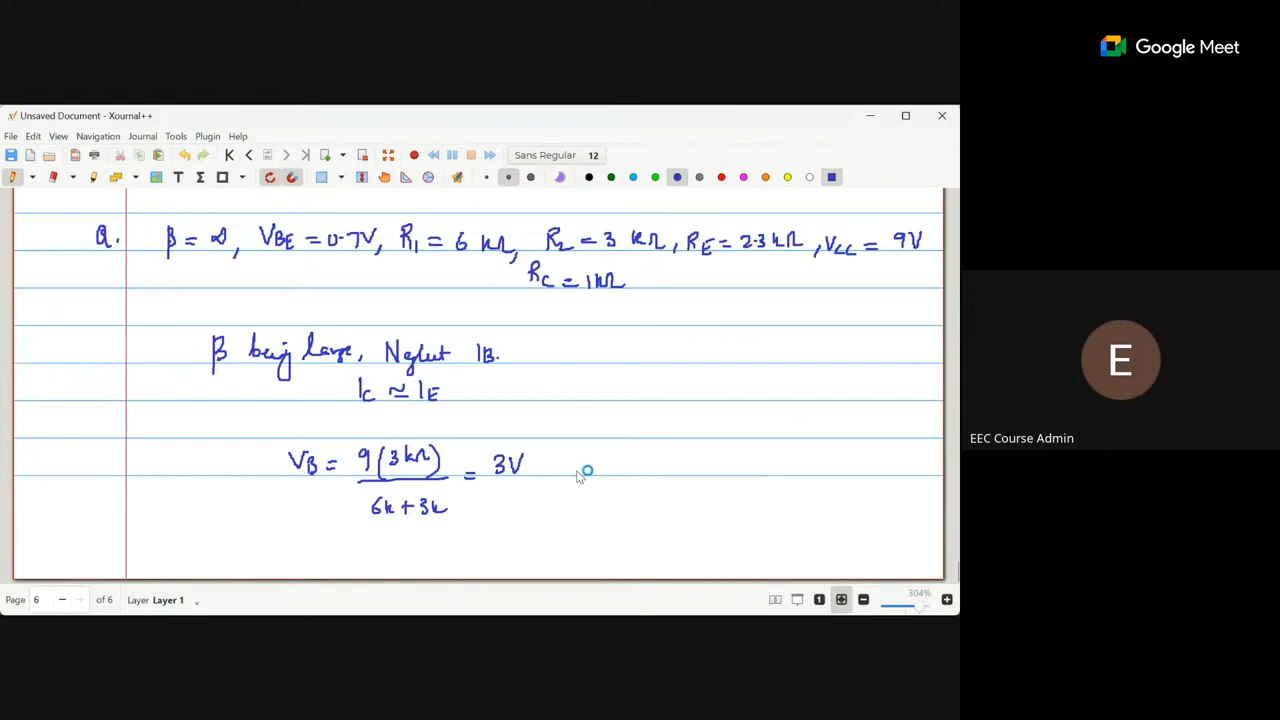 Google Meet
Unsaved Document - Xournal++
File Edit View Navigation Journal Tools Plugin Help
Sans Regular 12
Q. β = ∞, VBE = 0.7V, R1 = 6 kΩ, R2 = 3 kΩ, RE = 2.3 kΩ, VCC = 9V
RC = 1kΩ
β being large, Neglect IB.
IC ≃ IE
VB = 9(3kΩ) / 6k + 3k = 3V
E
EEC Course Admin
Page 6 of 6 Layer Layer 1 304%